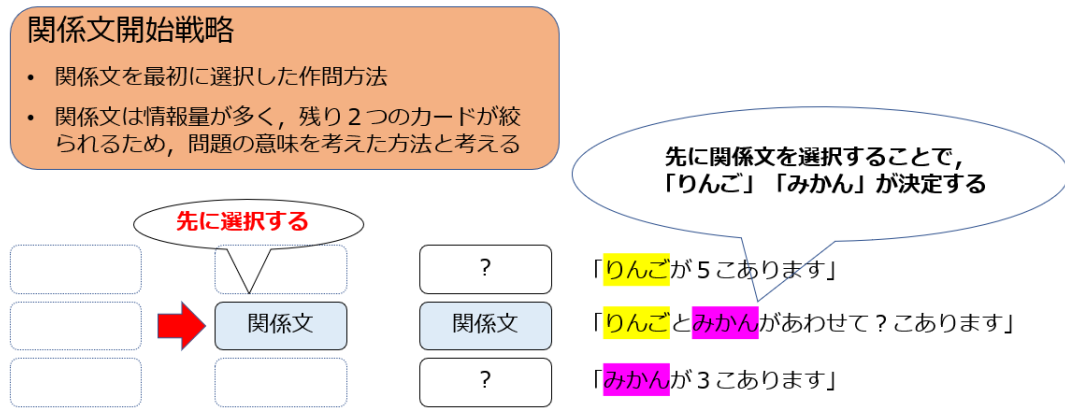 関係文開始戦略
• 関係文を最初に選択した作問方法
• 関係文は情報量が多く，残り２つのカードが絞
られるため，問題の意味を考えた方法と考える
先に関係文を選択することで，
「りんご」「みかん」が決定する
先に選択する
?
「りんごが５こあります」
関係文
関係文
「りんごとみかんがあわせて？こあります」
?
「みかんが３こあります」